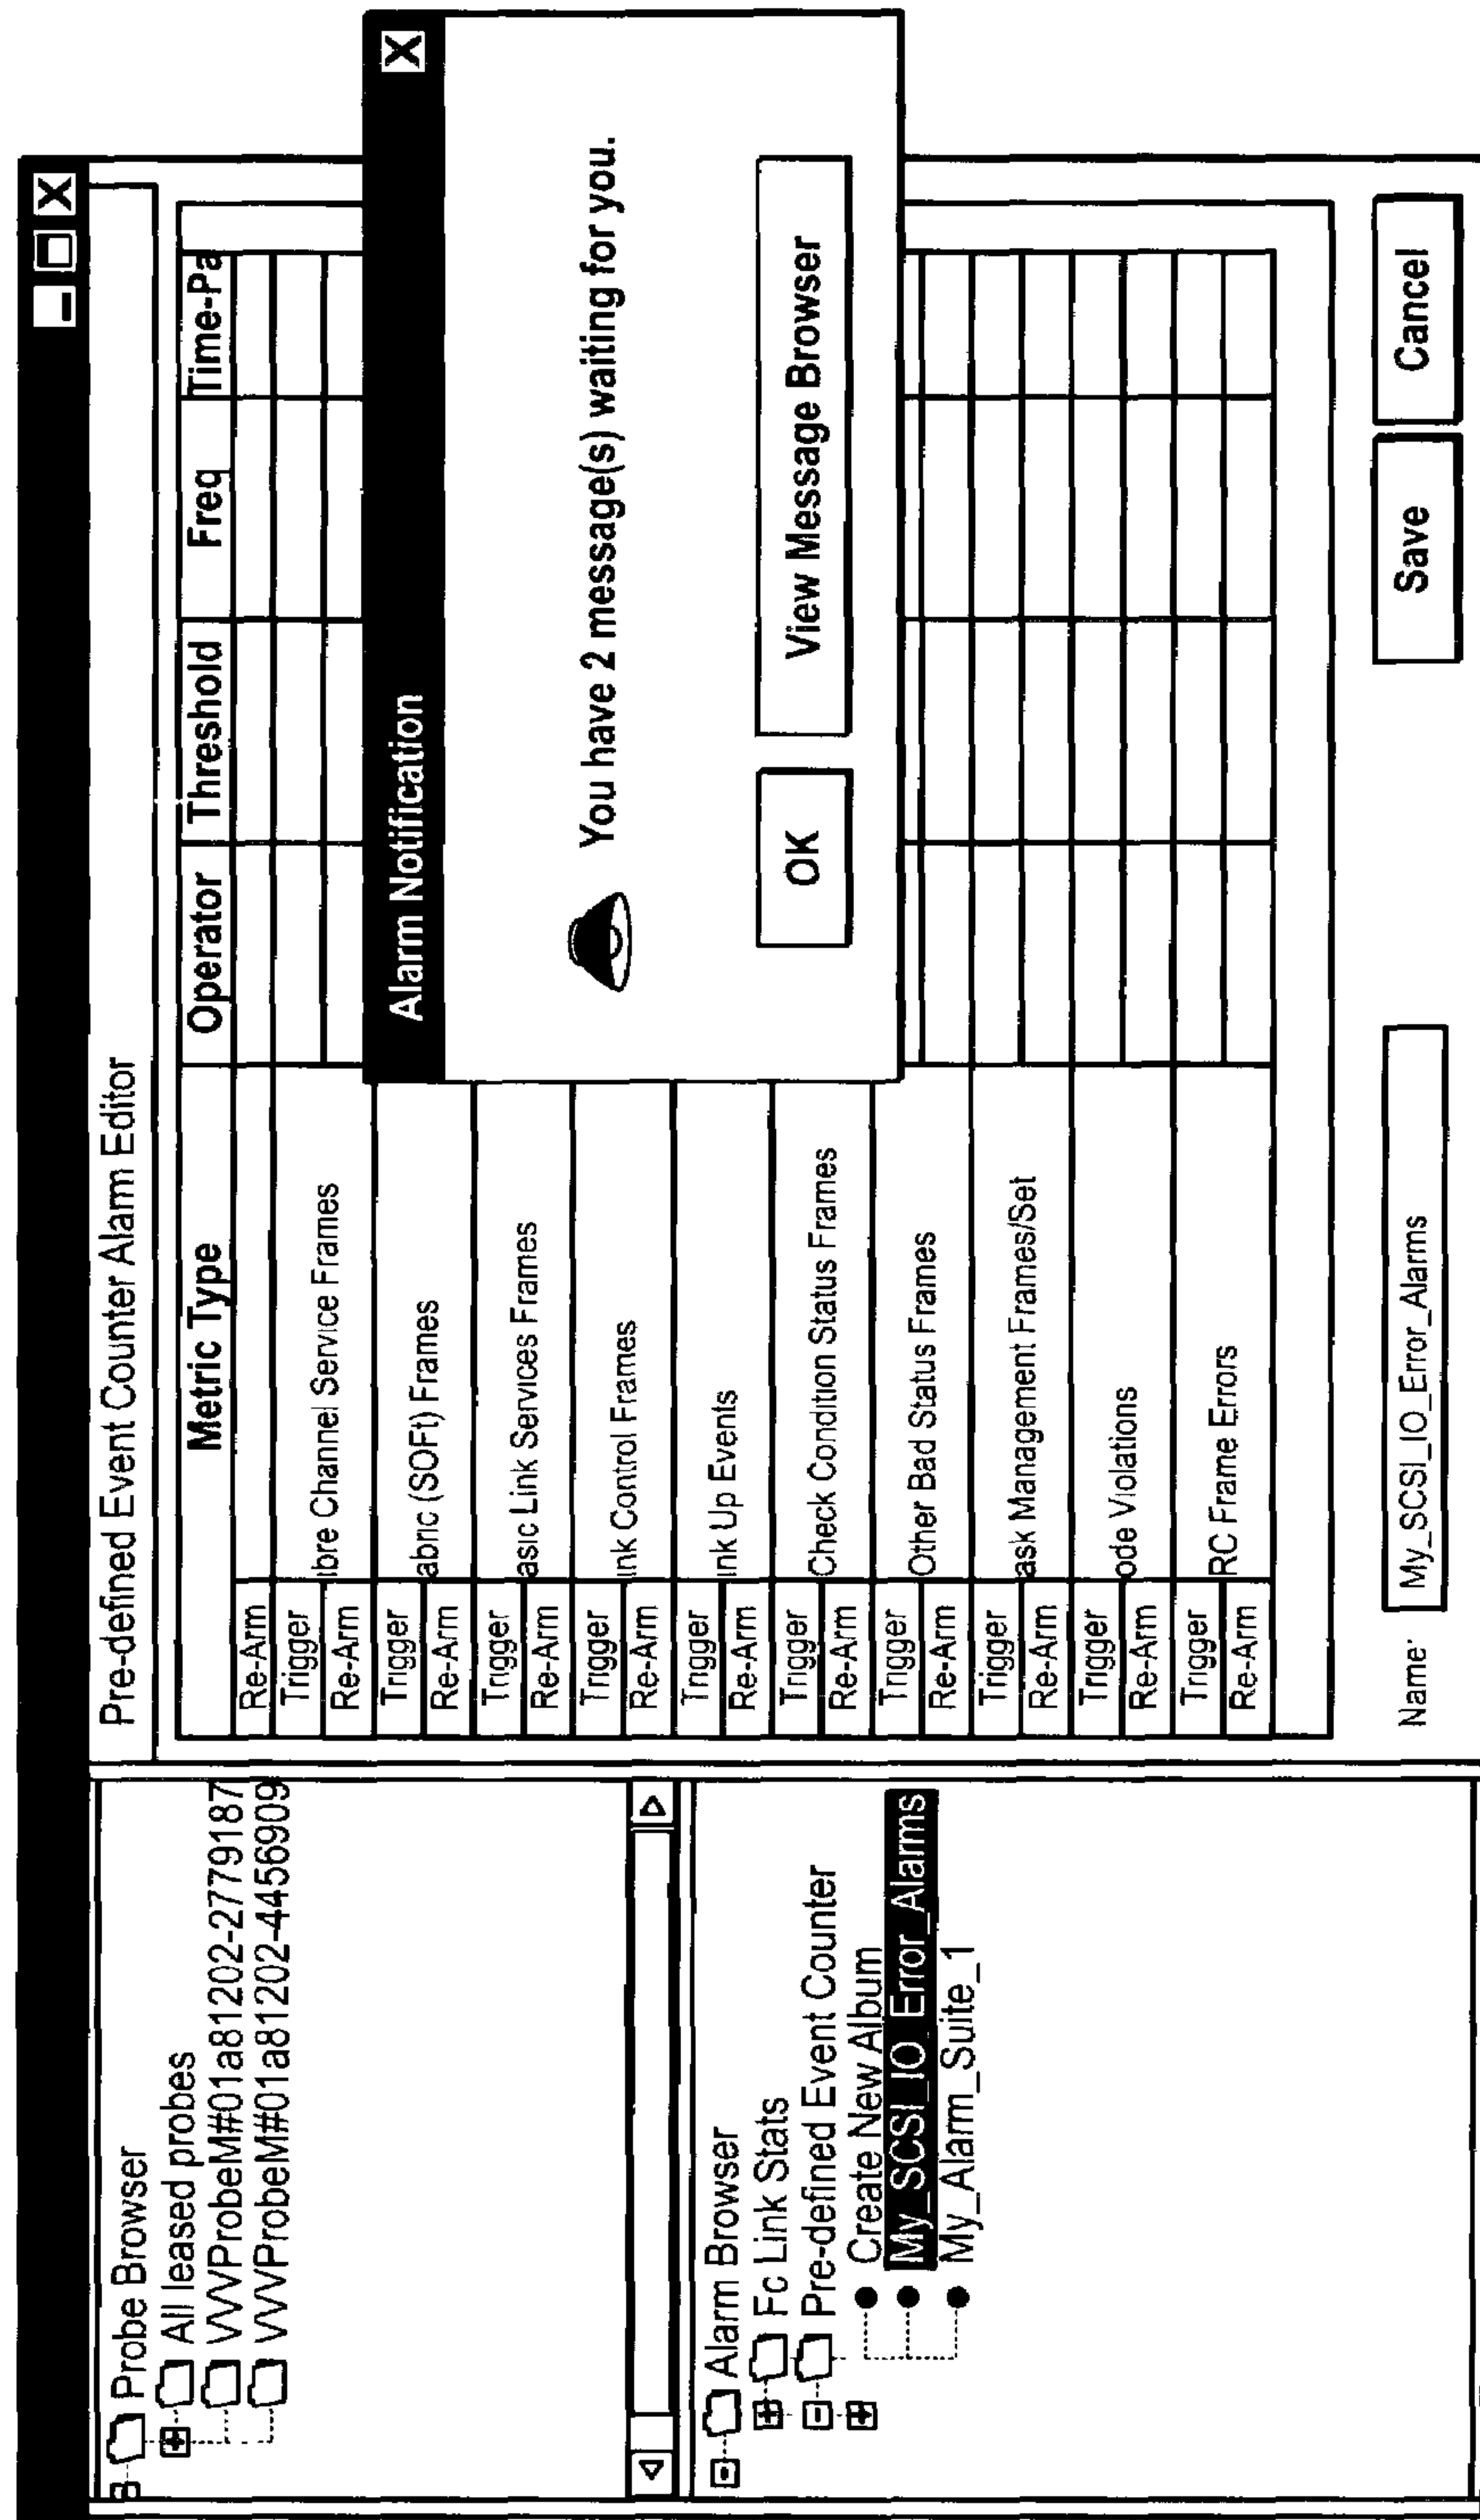 Probe Browser
All leased probes
VVVProbeM#01a81202-2779187
VVVProbeM#01a81202-4456909
Alarm Browser
Fc Link Stats
Pre-defined Event Counter
Create New Album
My_SCSI_IO_Error_Alarms
My_Alarm_Suite_1
Pre-defined Event Counter Alarm Editor
Metric Type Operator Threshold Freq Time-Pa
Re-Arm
Trigger
Re-Arm
ibre Channel Service Frames
Trigger
Re-Arm
abric (SOFt) Frames
Trigger
Re-Arm
asic Link Services Frames
Trigger
Re-Arm
ink Control Frames
Trigger
Re-Arm
ink Up Events
Trigger
Re-Arm
Check Condition Status Frames
Trigger
Re-Arm
Other Bad Status Frames
Trigger
Re-Arm
ask Management Frames/Set
Trigger
Re-Arm
ode Violations
Trigger
Re-Arm
RC Frame Errors
Alarm Notification
X
You have 2 message(s) waiting for you.
OK View Message Browser
Name: My_SCSI_IO_Error_Alarms
Save Cancel